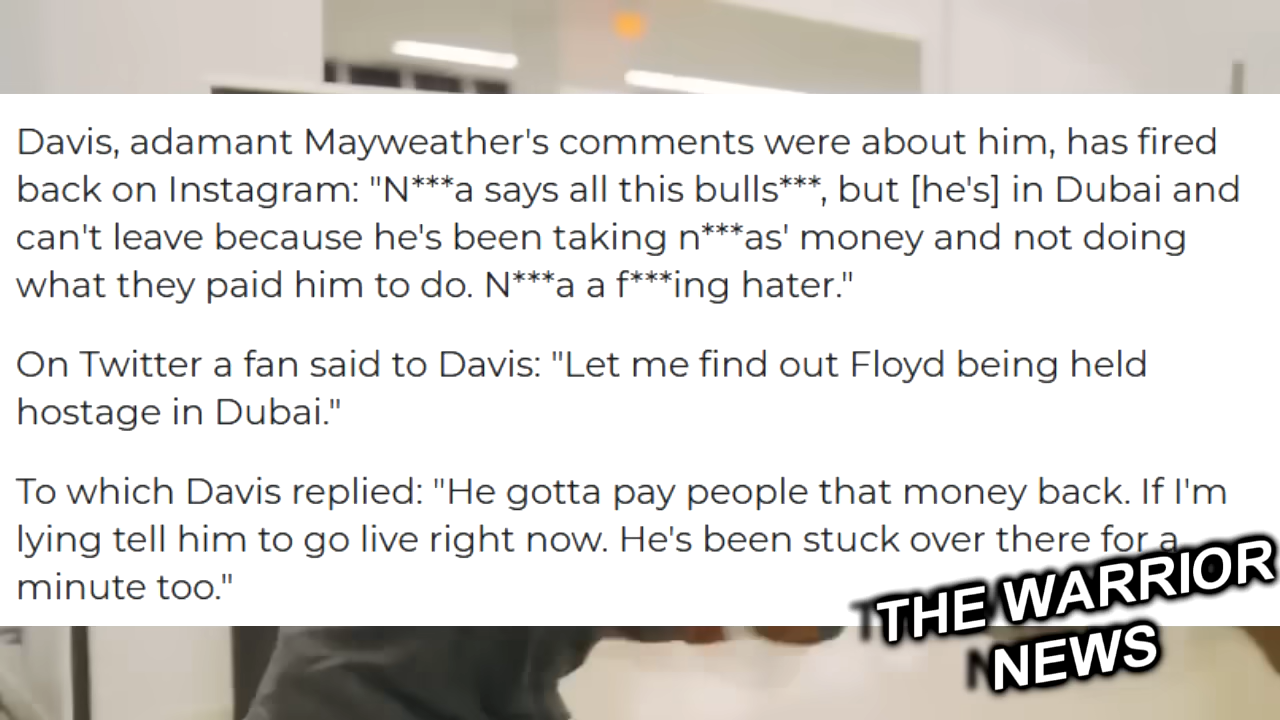 Davis, adamant Mayweather's comments were about him, has fired
back on Instagram: "N***a says all this bulls***, but [he's] in Dubai and
can't leave because he's been taking n***as' money and not doing
what they paid him to do. N***a a f***ing hater."
On Twitter a fan said to Davis: "Let me find out Floyd being held
hostage in Dubai."
To which Davis replied: "He gotta pay people that money back. If I'm
lying tell him to go live right now. He's been stuck over there for a
minute too."
THE WARRIOR
NEWS